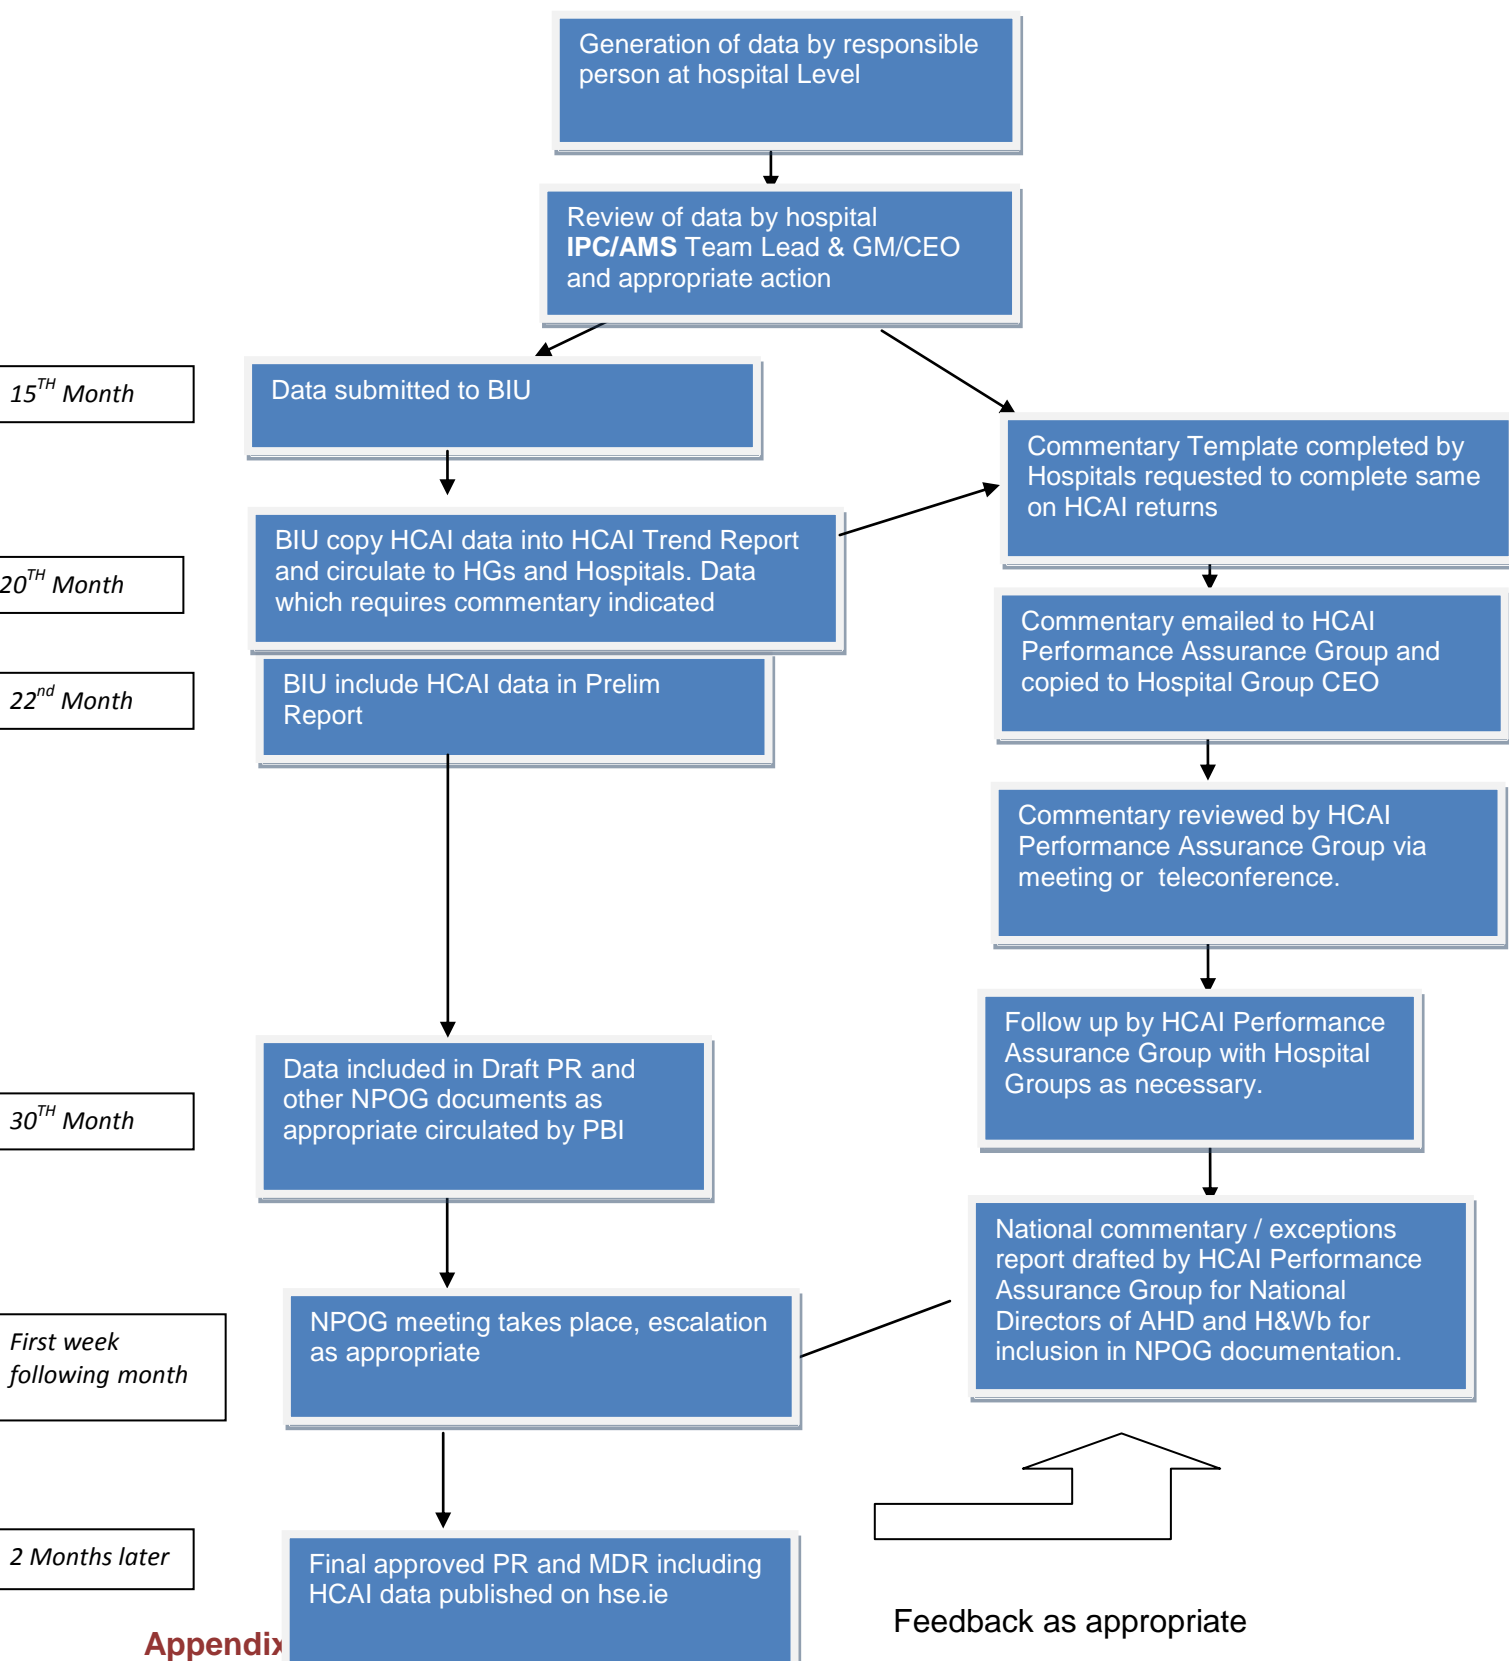 Generation of data by responsible
person at hospital Level
Review of data by hospital
IPC/AMS Team Lead & GM/CEO
and appropriate action
15TH Month
Data submitted to BIU
Commentary Template completed by
Hospitals requested to complete same
on HCAI returns
20TH Month
BIU copy HCAI data into HCAI Trend Report
and circulate to HGs and Hospitals. Data
which requires commentary indicated
Commentary emailed to HCAI
Performance Assurance Group and
copied to Hospital Group CEO
22nd Month
BIU include HCAI data in Prelim
Report
Commentary reviewed by HCAI
Performance Assurance Group via
meeting or  teleconference.
Follow up by HCAI Performance
Assurance Group with Hospital
Groups as necessary.
30TH Month
Data included in Draft PR and
other NPOG documents as
appropriate circulated by PBI
National commentary / exceptions
report drafted by HCAI Performance
Assurance Group for National
Directors of AHD and H&Wb for
inclusion in NPOG documentation.
First week
following month
NPOG meeting takes place, escalation
as appropriate
2 Months later
Final approved PR and MDR including
HCAI data published on hse.ie
Feedback as appropriate
Appendix